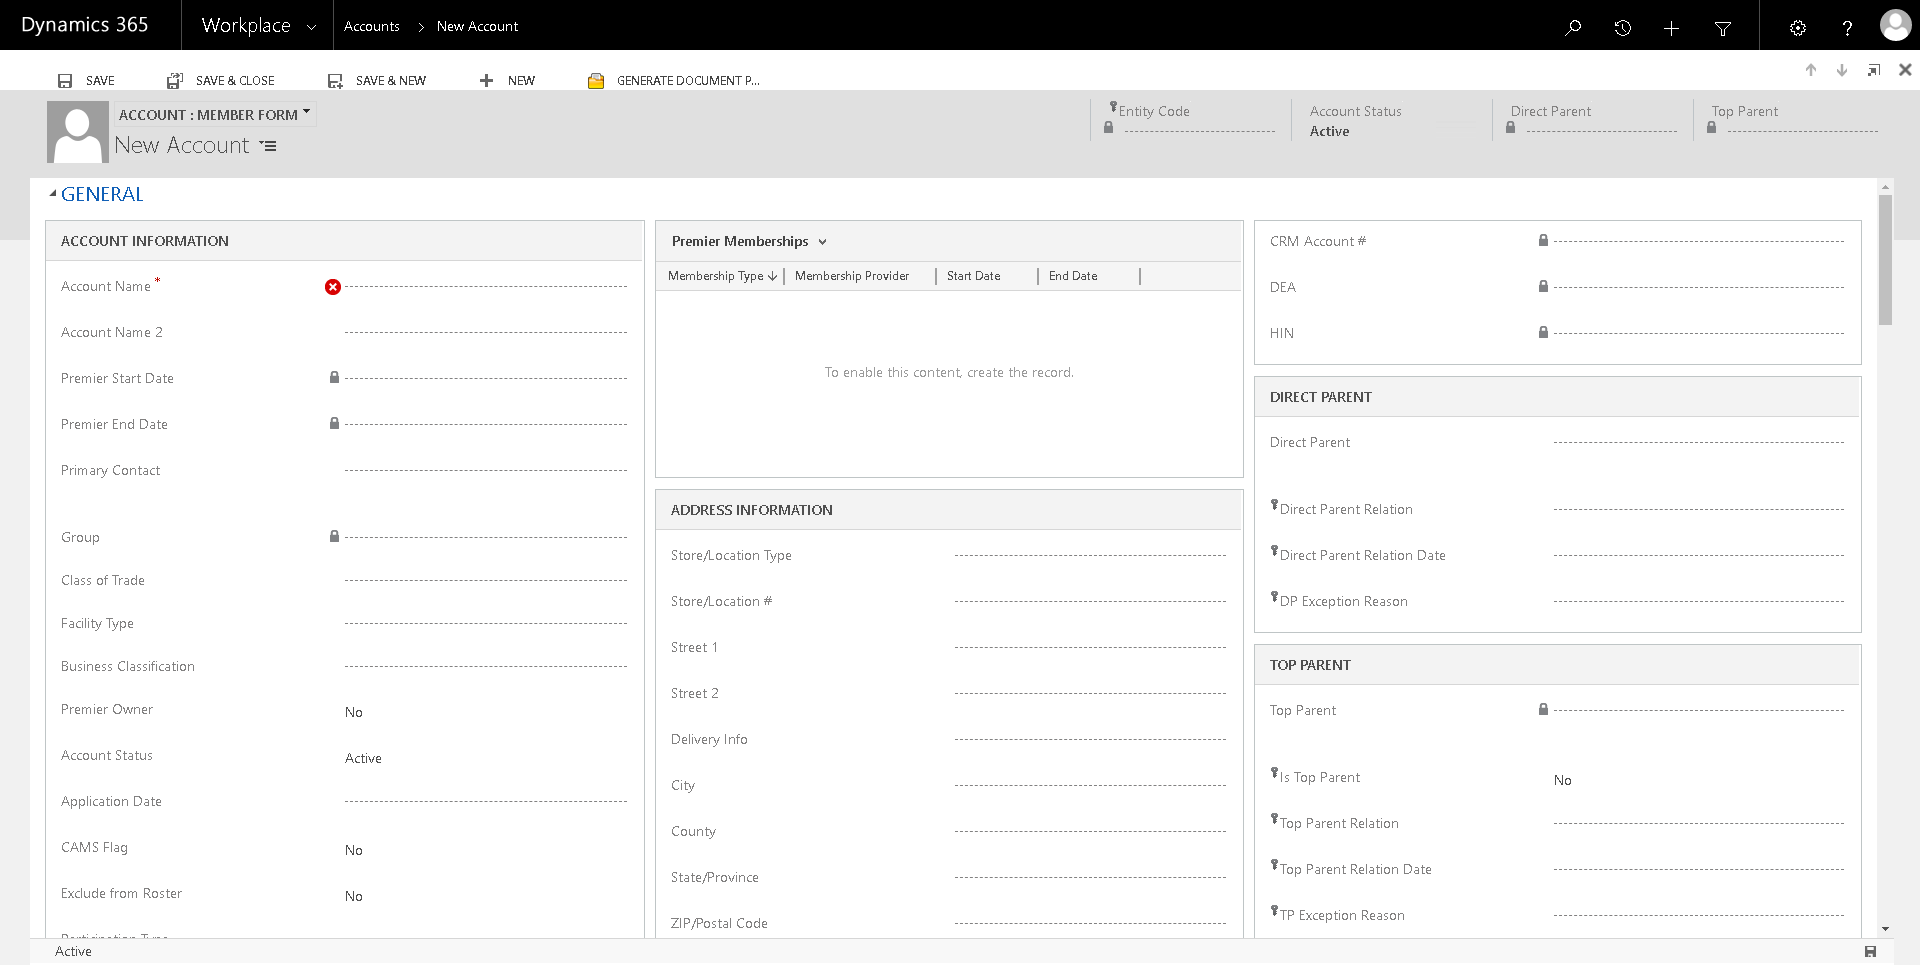 Dynamics 365
Workplace
Accounts > New Account
SAVE
SAVE & CLOSE
SAVE & NEW
NEW
GENERATE DOCUMENT P...
ACCOUNT : MEMBER FORM
New Account
Entity Code
Account Status
Active
Direct Parent
Top Parent
GENERAL
ACCOUNT INFORMATION
Account Name *
Account Name 2
Premier Start Date
Premier End Date
Primary Contact
Group
Class of Trade
Facility Type
Business Classification
Premier Owner No
Account Status Active
Application Date
CAMS Flag No
Exclude from Roster No
Participation Type
Premier Memberships
Membership Type Membership Provider Start Date End Date
To enable this content, create the record.
ADDRESS INFORMATION
Store/Location Type
Store/Location #
Street 1
Street 2
Delivery Info
City
County
State/Province
ZIP/Postal Code
CRM Account #
DEA
HIN
DIRECT PARENT
Direct Parent
Direct Parent Relation
Direct Parent Relation Date
DP Exception Reason
TOP PARENT
Top Parent
Is Top Parent No
Top Parent Relation
Top Parent Relation Date
TP Exception Reason
Active